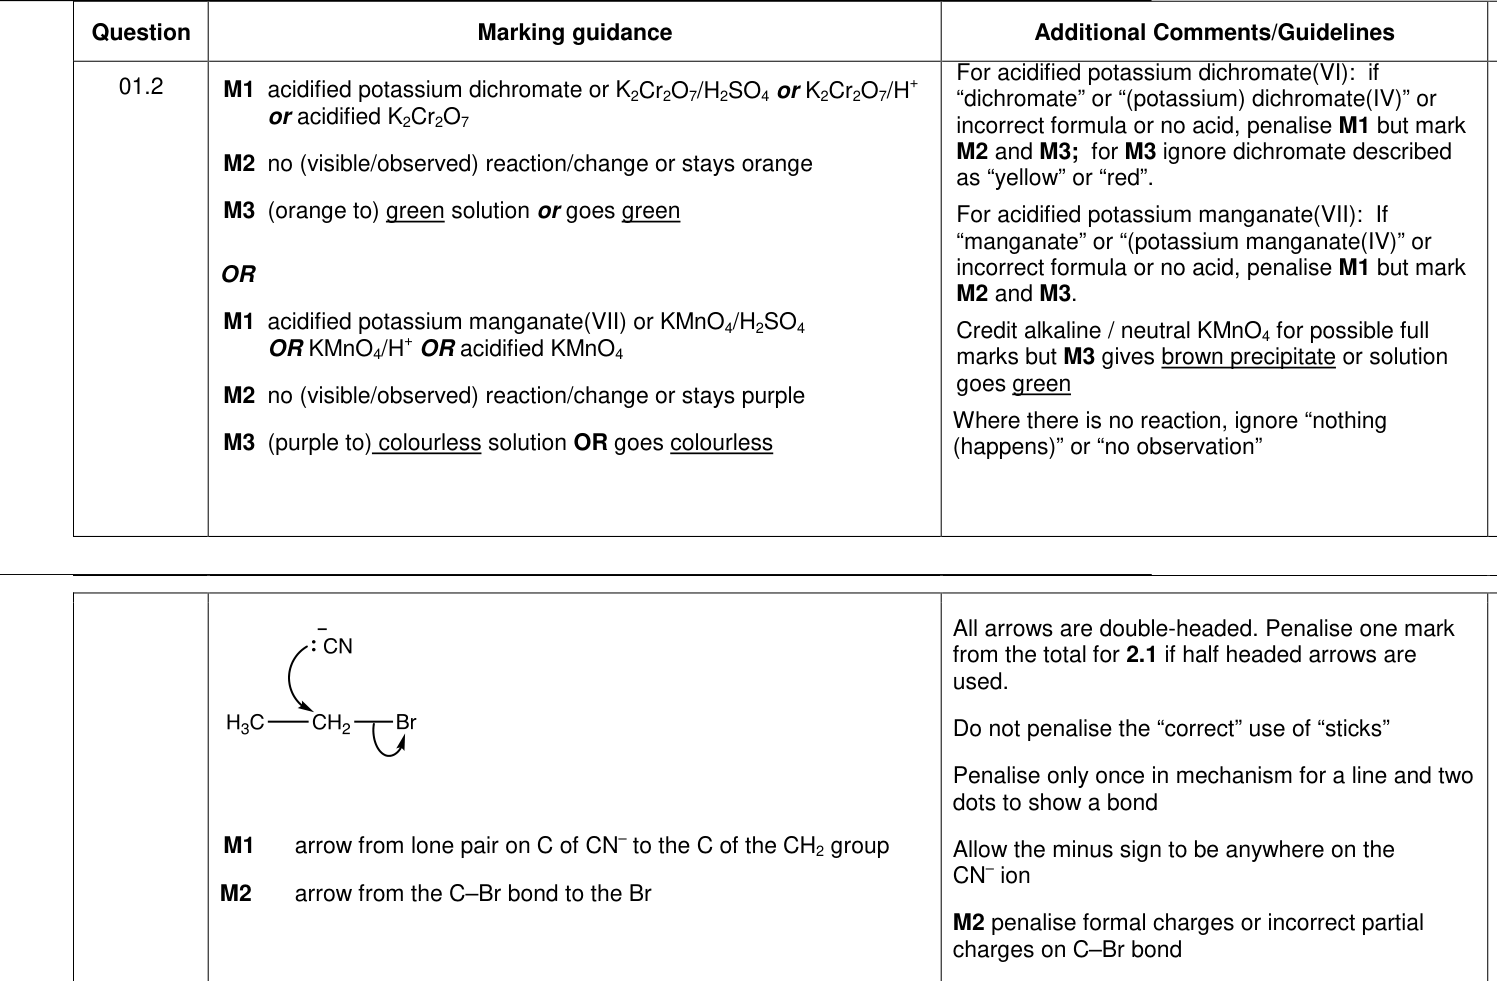 Question Marking guidance Additional Comments/Guidelines
01.2
M1 acidified potassium dichromate or K₂Cr₂O₇/H₂SO₄ or K₂Cr₂O₇/H⁺
or acidified K₂Cr₂O₇
M2 no (visible/observed) reaction/change or stays orange
M3 (orange to) green solution or goes green
OR
M1 acidified potassium manganate(VII) or KMnO₄/H₂SO₄
OR KMnO₄/H⁺ OR acidified KMnO₄
M2 no (visible/observed) reaction/change or stays purple
M3 (purple to) colourless solution OR goes colourless
For acidified potassium dichromate(VI): if
“dichromate” or “(potassium) dichromate(IV)” or
incorrect formula or no acid, penalise M1 but mark
M2 and M3; for M3 ignore dichromate described
as “yellow” or “red”.
For acidified potassium manganate(VII): If
“manganate” or “(potassium manganate(IV)” or
incorrect formula or no acid, penalise M1 but mark
M2 and M3.
Credit alkaline / neutral KMnO₄ for possible full
marks but M3 gives brown precipitate or solution
goes green
Where there is no reaction, ignore “nothing
(happens)” or “no observation”
–
:CN
H₃C CH₂ Br
M1 arrow from lone pair on C of CN⁻ to the C of the CH₂ group
M2 arrow from the C–Br bond to the Br
All arrows are double-headed. Penalise one mark
from the total for 2.1 if half headed arrows are
used.
Do not penalise the “correct” use of “sticks”
Penalise only once in mechanism for a line and two
dots to show a bond
Allow the minus sign to be anywhere on the
CN⁻ ion
M2 penalise formal charges or incorrect partial
charges on C–Br bond